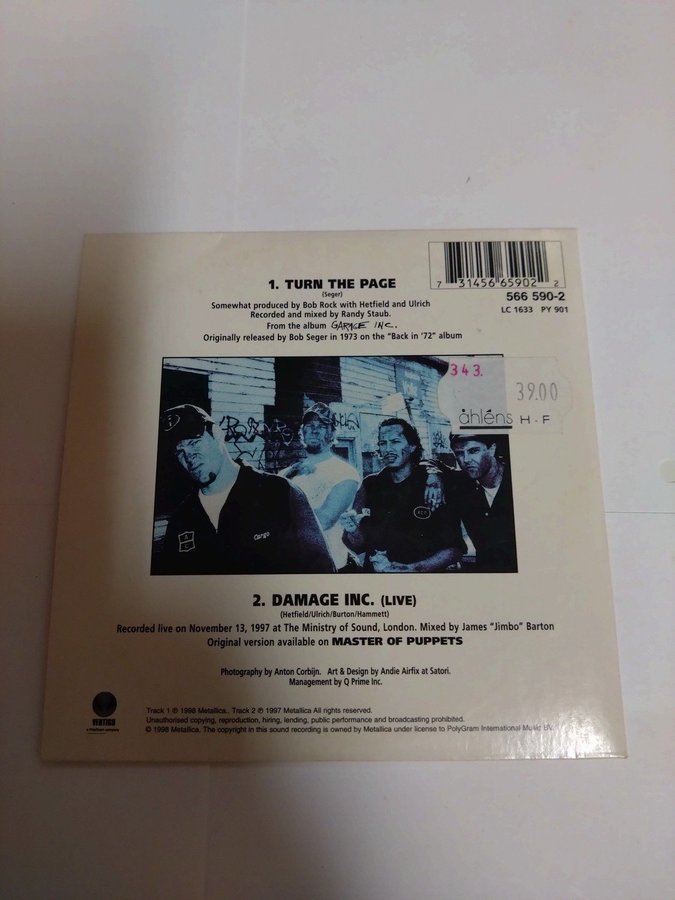 1. TURN THE PAGE
(Seger)
Somewhat produced by Bob Rock with Hetfield and Ulrich
Recorded and mixed by Randy Staub.
From the album GARAGE INC.
Originally released by Bob Seger in 1973 on the "Back in '72" album
7 31456 65902 2
566 590-2
LC 1633 PY 901
343.
39.00
åhléns H-F
Cargo
2. DAMAGE INC. (LIVE)
(Hetfield/Ulrich/Burton/Hammett)
Recorded live on November 13, 1997 at The Ministry of Sound, London. Mixed by James "Jimbo" Barton
Original version available on MASTER OF PUPPETS
Photography by Anton Corbijn. Art & Design by Andie Airfix at Satori.
Management by Q Prime Inc.
VERTIGO
a PolyGram company
Track 1 ℗ 1998 Metallica.. Track 2 ℗ 1997 Metallica All rights reserved.
Unauthorised copying, reproduction, hiring, lending, public performance and broadcasting prohibited.
© 1998 Metallica. The copyright in this sound recording is owned by Metallica under license to PolyGram International Music BV.